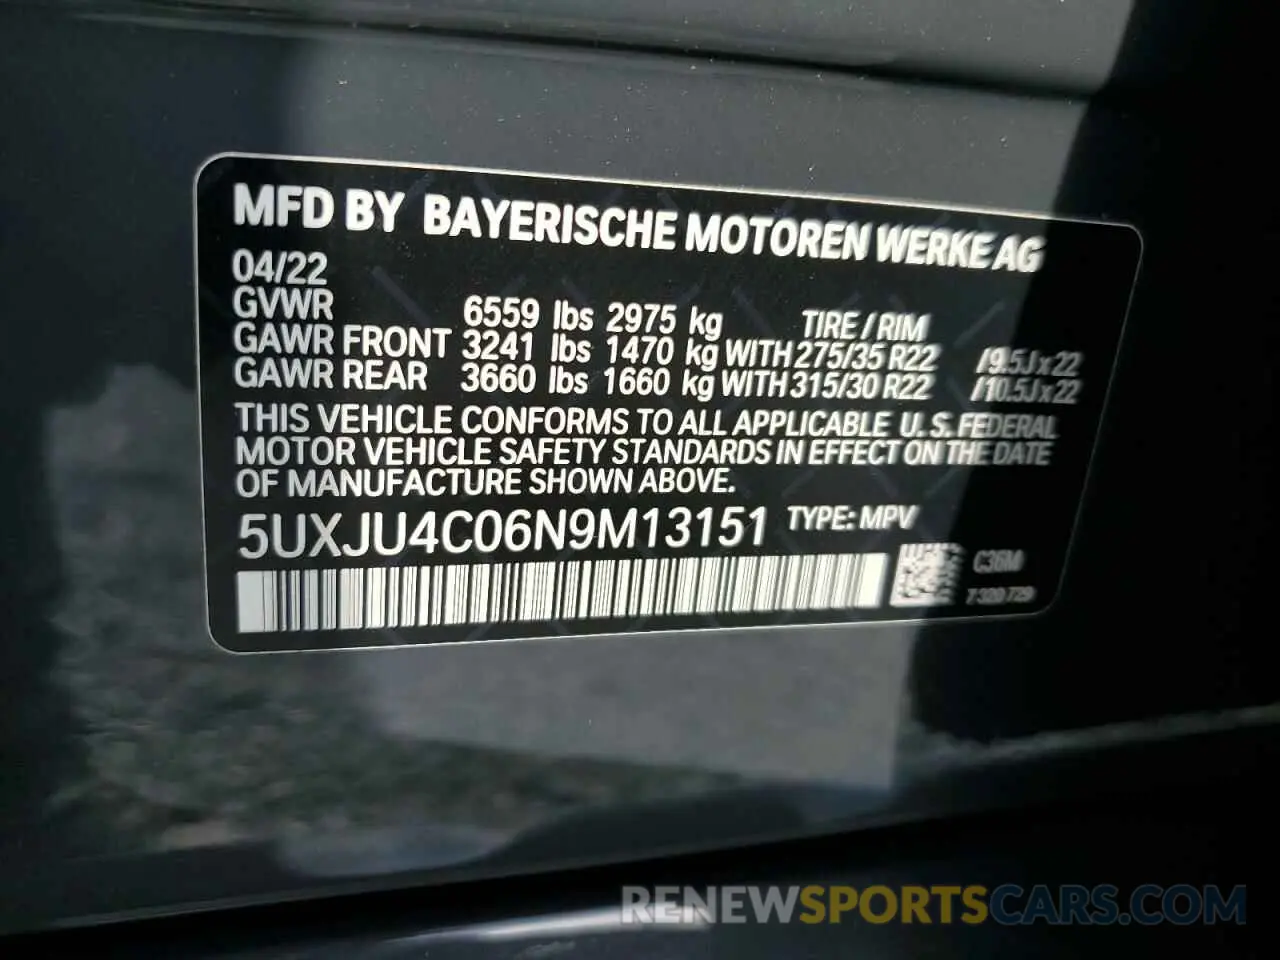 MFD BY BAYERISCHE MOTOREN WERKE AG
04/22
GVWR 6559 lbs 2975 kg TIRE / RIM
GAWR FRONT 3241 lbs 1470 kg WITH 275/35 R22 /9.5J x 22
GAWR REAR 3660 lbs 1660 kg WITH 315/30 R22 /10.5J x 22
THIS VEHICLE CONFORMS TO ALL APPLICABLE U. S. FEDERAL
MOTOR VEHICLE SAFETY STANDARDS IN EFFECT ON THE DATE
OF MANUFACTURE SHOWN ABOVE.
5UXJU4C06N9M13151 TYPE: MPV
C36M
7 320 729
RENEWSPORTSCARS.COM